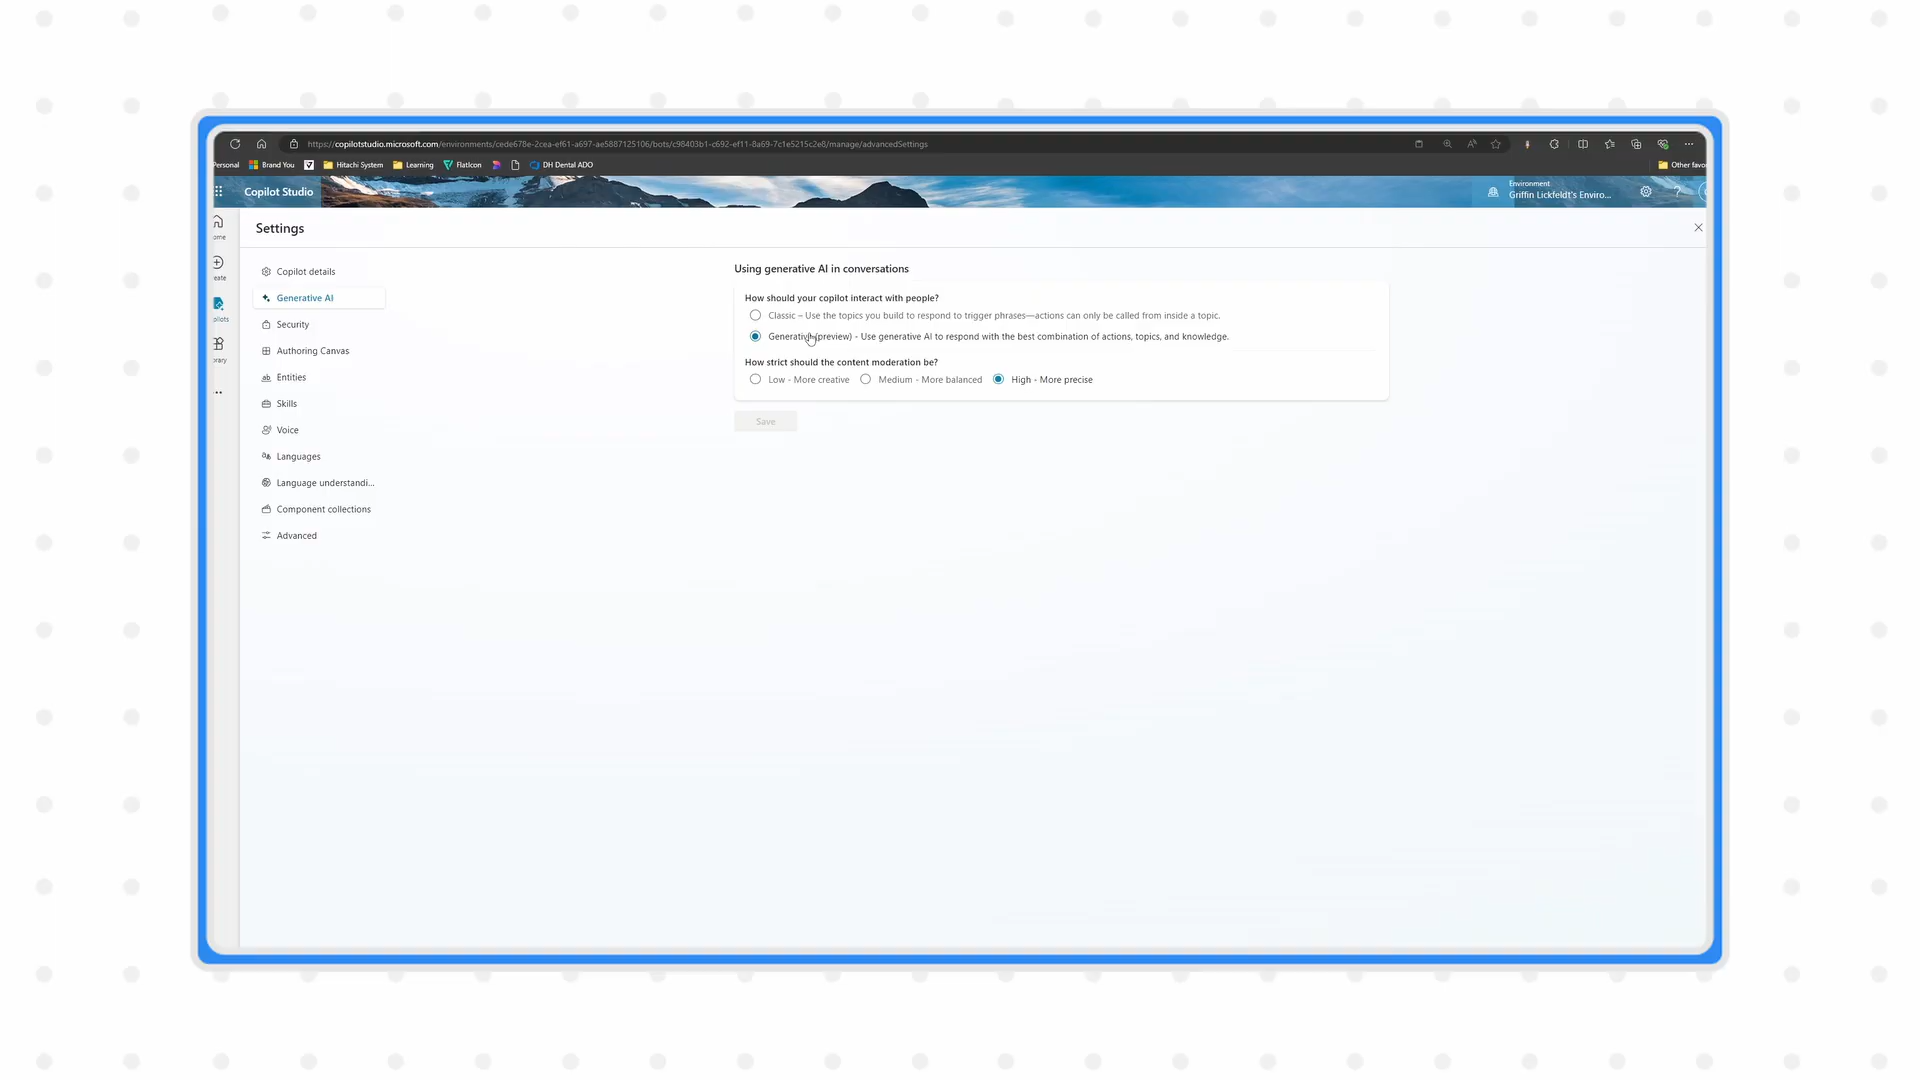 https://copilotstudio.microsoft.com/environments/cede678e-2cea-ef61-a697-ae5887125106/bots/c98403b1-c692-ef11-8a69-7c1e5215c2e8/manage/advancedSettings
Personal Brand You Hitachi System Learning FlatIcon DH Dental ADO Other favo
Copilot Studio
Environment
Griffin Lickfeldt's Enviro...
ome
eate
pilots
brary
Settings
Copilot details
Generative AI
Security
Authoring Canvas
Entities
Skills
Voice
Languages
Language understandi...
Component collections
Advanced
Using generative AI in conversations
How should your copilot interact with people?
Classic – Use the topics you build to respond to trigger phrases—actions can only be called from inside a topic.
Generative (preview) - Use generative AI to respond with the best combination of actions, topics, and knowledge.
How strict should the content moderation be?
Low - More creative Medium - More balanced High - More precise
Save